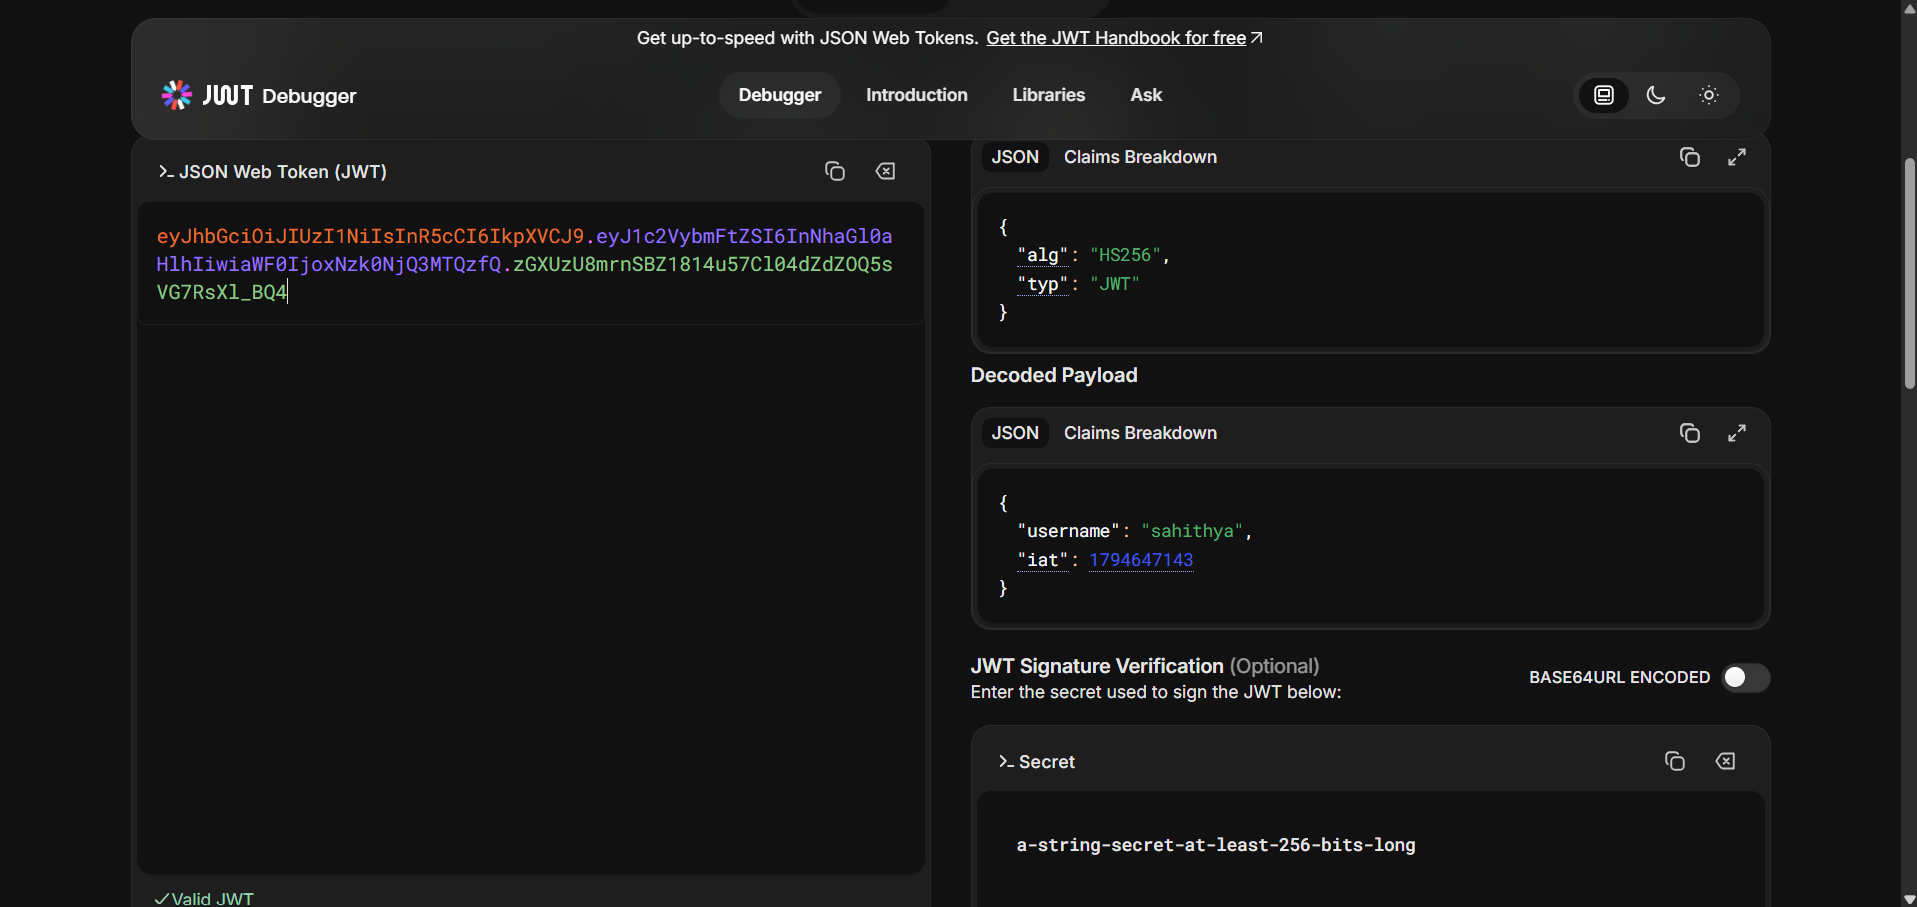 Get up-to-speed with JSON Web Tokens. Get the JWT Handbook for free
JWT Debugger
Debugger
Introduction
Libraries
Ask
JSON Web Token (JWT)
eyJhbGciOiJIUzI1NiIsInR5cCI6IkpXVCJ9.eyJ1c2VybmFtZSI6InNhaGl0a
HlhIiwiaWF0IjoxNzk0NjQ3MTQzfQ.zGXUzU8mrnSBZ1814u57Cl04dZdZOQ5s
VG7RsXl_BQ4
Valid JWT
JSON
Claims Breakdown
{
"alg": "HS256",
"typ": "JWT"
}
Decoded Payload
JSON
Claims Breakdown
{
"username": "sahithya",
"iat": 1794647143
}
JWT Signature Verification (Optional)
Enter the secret used to sign the JWT below:
BASE64URL ENCODED
Secret
a-string-secret-at-least-256-bits-long